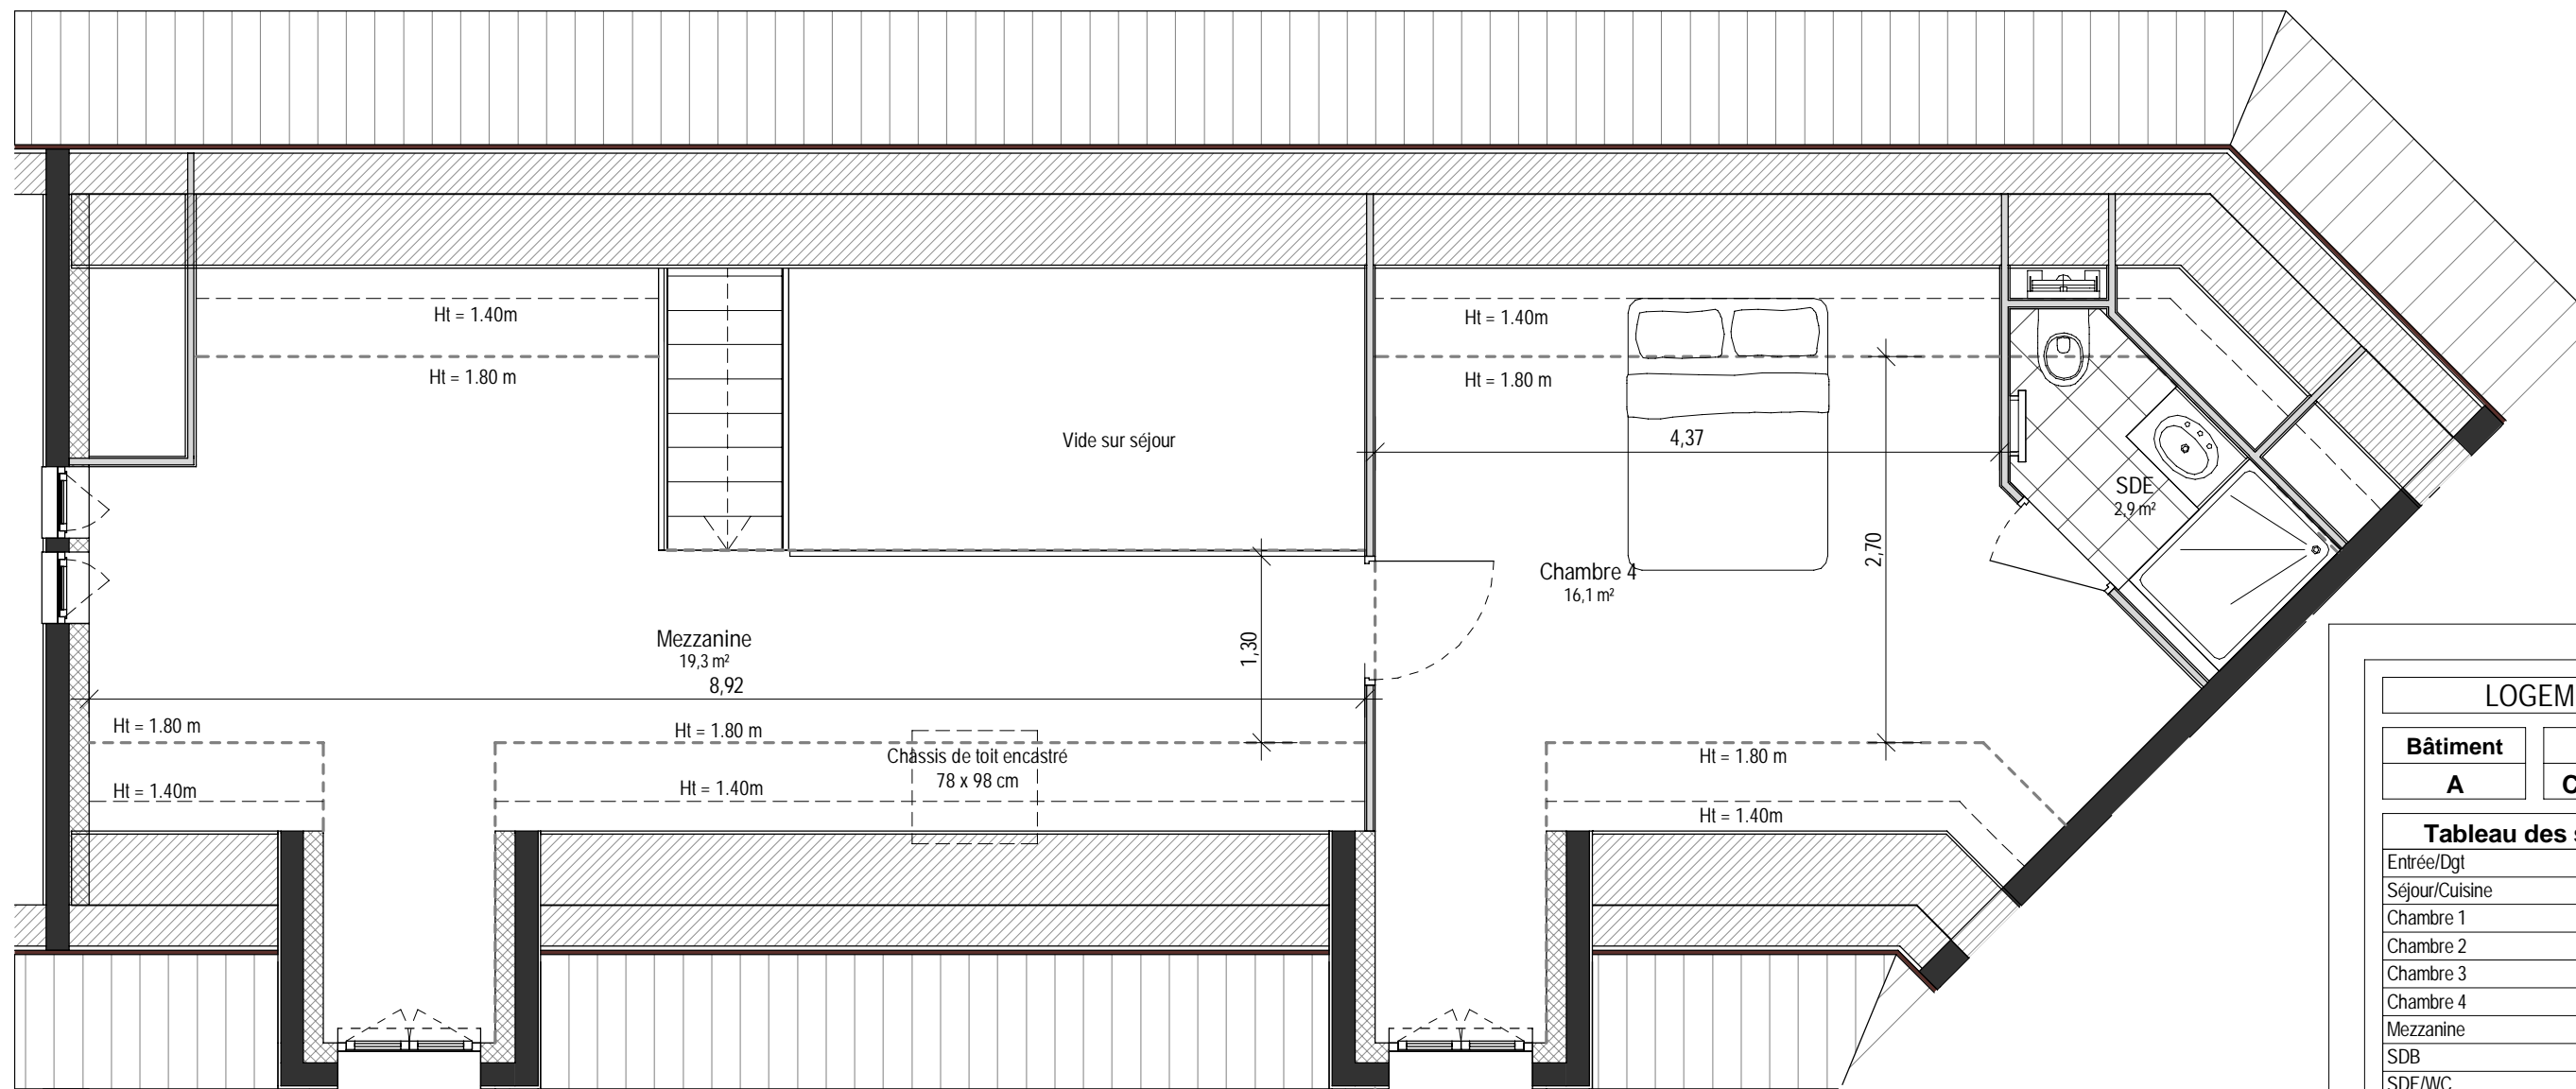 Ht = 1.40m
Ht = 1.80 m
Vide sur séjour
Ht = 1.40m
Ht = 1.80 m
4,37
2,70
SDE
2,9 m²
Chambre 4
16,1 m²
Mezzanine
19,3 m²
8,92
1,30
Ht = 1.80 m
Ht = 1.40m
Ht = 1.80 m
Châssis de toit encastré
78 x 98 cm
Ht = 1.40m
Ht = 1.80 m
Ht = 1.40m
LOGEM
Bâtiment
A
C
Tableau des s
Entrée/Dgt
Séjour/Cuisine
Chambre 1
Chambre 2
Chambre 3
Chambre 4
Mezzanine
SDB
SDE/WC